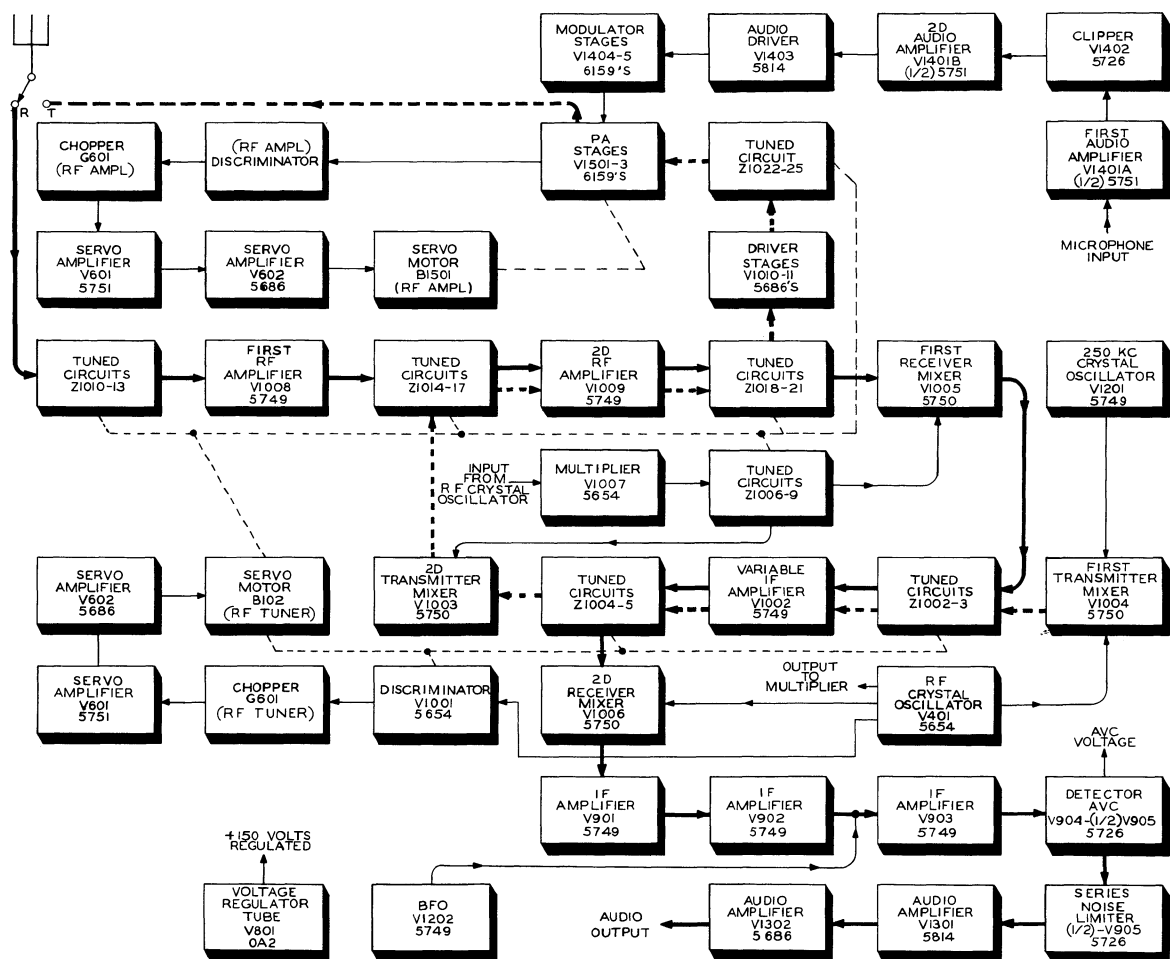 MODULATOR
STAGES
V1404-5
6159'S
AUDIO
DRIVER
V1403
5814
2D
AUDIO
AMPLIFIER
V1401B
(1/2) 5751
CLIPPER
V1402
5726
R
T
CHOPPER
G601
(RF AMPL)
(RF AMPL)
DISCRIMINATOR
PA
STAGES
V1501-3
6159'S
TUNED
CIRCUIT
Z1022-25
FIRST
AUDIO
AMPLIFIER
V1401A
(1/2) 5751
MICROPHONE
INPUT
SERVO
AMPLIFIER
V601
5751
SERVO
AMPLIFIER
V602
5686
SERVO
MOTOR
B1501
(RF AMPL)
DRIVER
STAGES
V1010-11
5686'S
TUNED
CIRCUITS
Z1010-13
FIRST
RF
AMPLIFIER
V1008
5749
TUNED
CIRCUITS
Z1014-17
2D
RF
AMPLIFIER
V1009
5749
TUNED
CIRCUITS
Z1018-21
FIRST
RECEIVER
MIXER
V1005
5750
250 KC
CRYSTAL
OSCILLATOR
V1201
5749
INPUT
FROM
RF CRYSTAL
OSCILLATOR
MULTIPLIER
V1007
5654
TUNED
CIRCUITS
Z1006-9
SERVO
AMPLIFIER
V602
5686
SERVO
MOTOR
B102
(RF TUNER)
2D
TRANSMITTER
MIXER
V1003
5750
TUNED
CIRCUITS
Z1004-5
VARIABLE
IF
AMPLIFIER
V1002
5749
TUNED
CIRCUITS
Z1002-3
FIRST
TRANSMITTER
MIXER
V1004
5750
SERVO
AMPLIFIER
V601
5751
CHOPPER
G601
(RF TUNER)
DISCRIMINATOR
V1001
5654
2D
RECEIVER
MIXER
V1006
5750
OUTPUT
TO
MULTIPLIER
RF
CRYSTAL
OSCILLATOR
V401
5654
AVC
VOLTAGE
IF
AMPLIFIER
V901
5749
IF
AMPLIFIER
V902
5749
IF
AMPLIFIER
V903
5749
DETECTOR
AVC
V904-(1/2)V905
5726
+150 VOLTS
REGULATED
VOLTAGE
REGULATOR
TUBE
V801
0A2
BFO
V1202
5749
AUDIO
OUTPUT
AUDIO
AMPLIFIER
V1302
5686
AUDIO
AMPLIFIER
V1301
5814
SERIES
NOISE
LIMITER
(1/2)-V905
5726